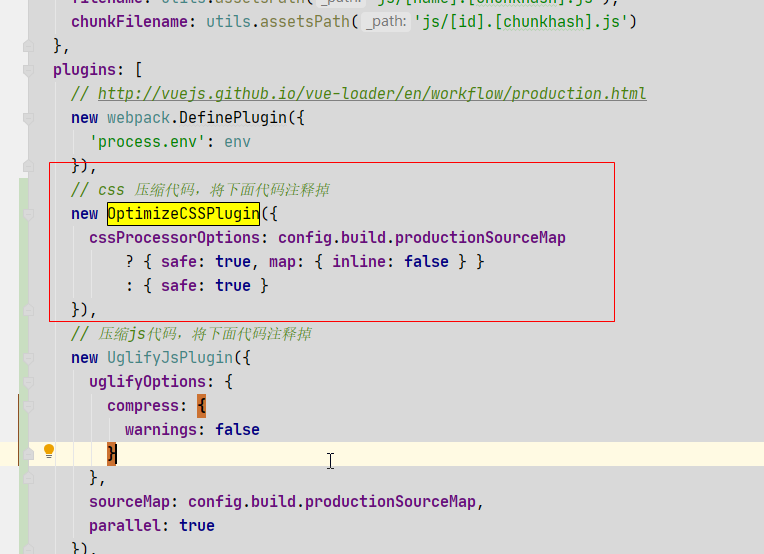 filename: utils.assetsPath( _path: 'js/[name].[chunkhash].js'),
chunkFilename: utils.assetsPath( _path: 'js/[id].[chunkhash].js')
},
plugins: [
// http://vuejs.github.io/vue-loader/en/workflow/production.html
new webpack.DefinePlugin({
'process.env': env
}),
// css 压缩代码，将下面代码注释掉
new OptimizeCSSPlugin({
cssProcessorOptions: config.build.productionSourceMap
? { safe: true, map: { inline: false } }
: { safe: true }
}),
// 压缩js代码，将下面代码注释掉
new UglifyJsPlugin({
uglifyOptions: {
compress: {
warnings: false
}
},
sourceMap: config.build.productionSourceMap,
parallel: true
}),